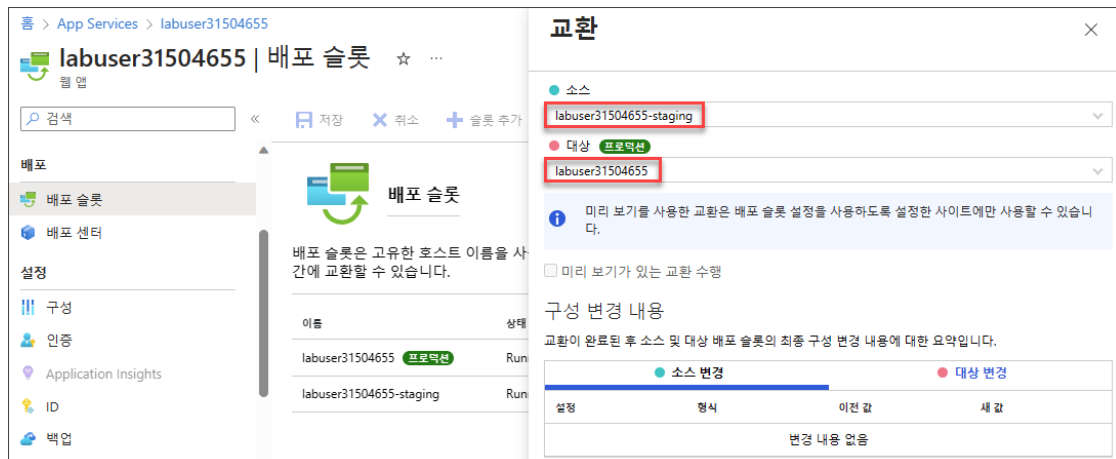 홈 > App Services > labuser31504655
labuser31504655 | 배포 슬롯 ☆ ...
웹 앱
검색
«
저장 취소 슬롯 추가
배포
배포 슬롯
배포 센터
설정
구성
인증
Application Insights
ID
백업
배포 슬롯
배포 슬롯은 고유한 호스트 이름을 사
간에 교환할 수 있습니다.
이름 상태
labuser31504655 프로덕션 Run
labuser31504655-staging Run
교환
소스
labuser31504655-staging
대상 프로덕션
labuser31504655
미리 보기를 사용한 교환은 배포 슬롯 설정을 사용하도록 설정한 사이트에만 사용할 수 있습니
다.
미리 보기가 있는 교환 수행
구성 변경 내용
교환이 완료된 후 소스 및 대상 배포 슬롯의 최종 구성 변경 내용에 대한 요약입니다.
소스 변경 대상 변경
설정 형식 이전 값 새 값
변경 내용 없음